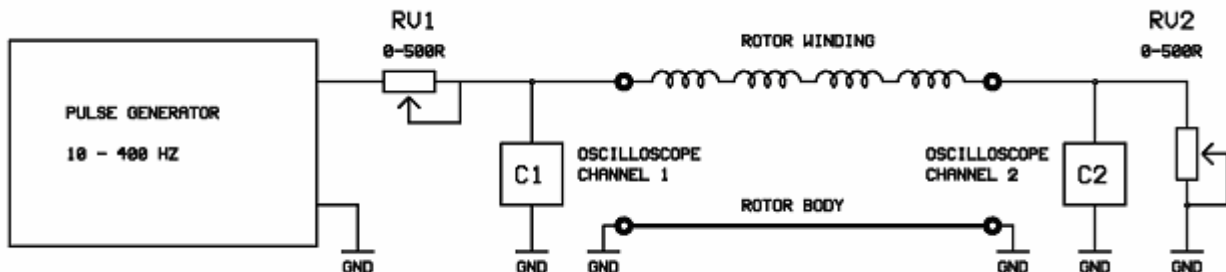 RV1
0-500R
ROTOR WINDING
RV2
0-500R
PULSE GENERATOR
10 - 400 HZ
C1
OSCILLOSCOPE
CHANNEL 1
OSCILLOSCOPE
CHANNEL 2
C2
ROTOR BODY
GND
GND
GND
GND
GND
GND